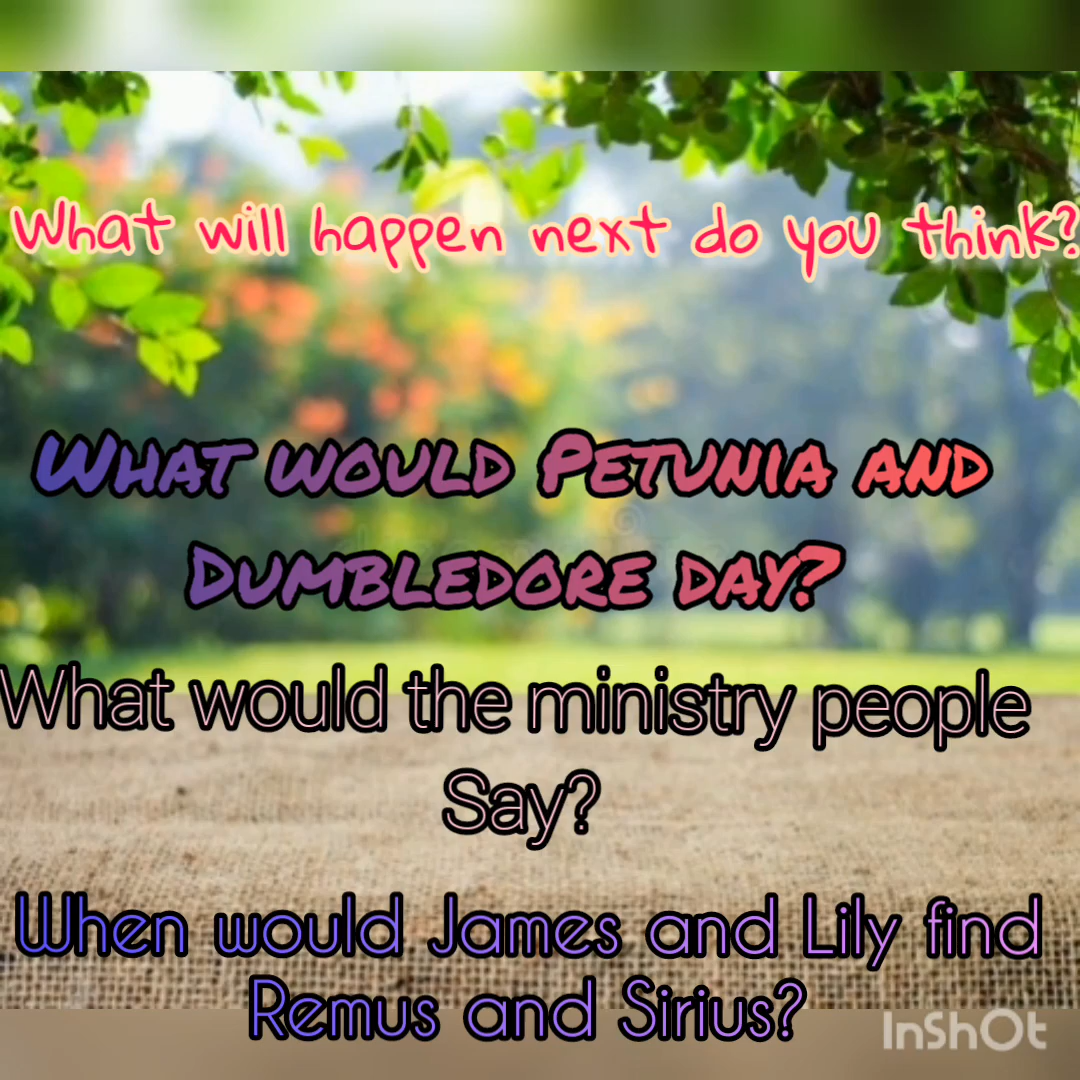 What will happen next do you think?
What would Petunia and
Dumbledore day?
What would the ministry people
Say?
When would James and Lily find
Remus and Sirius?
InShOt